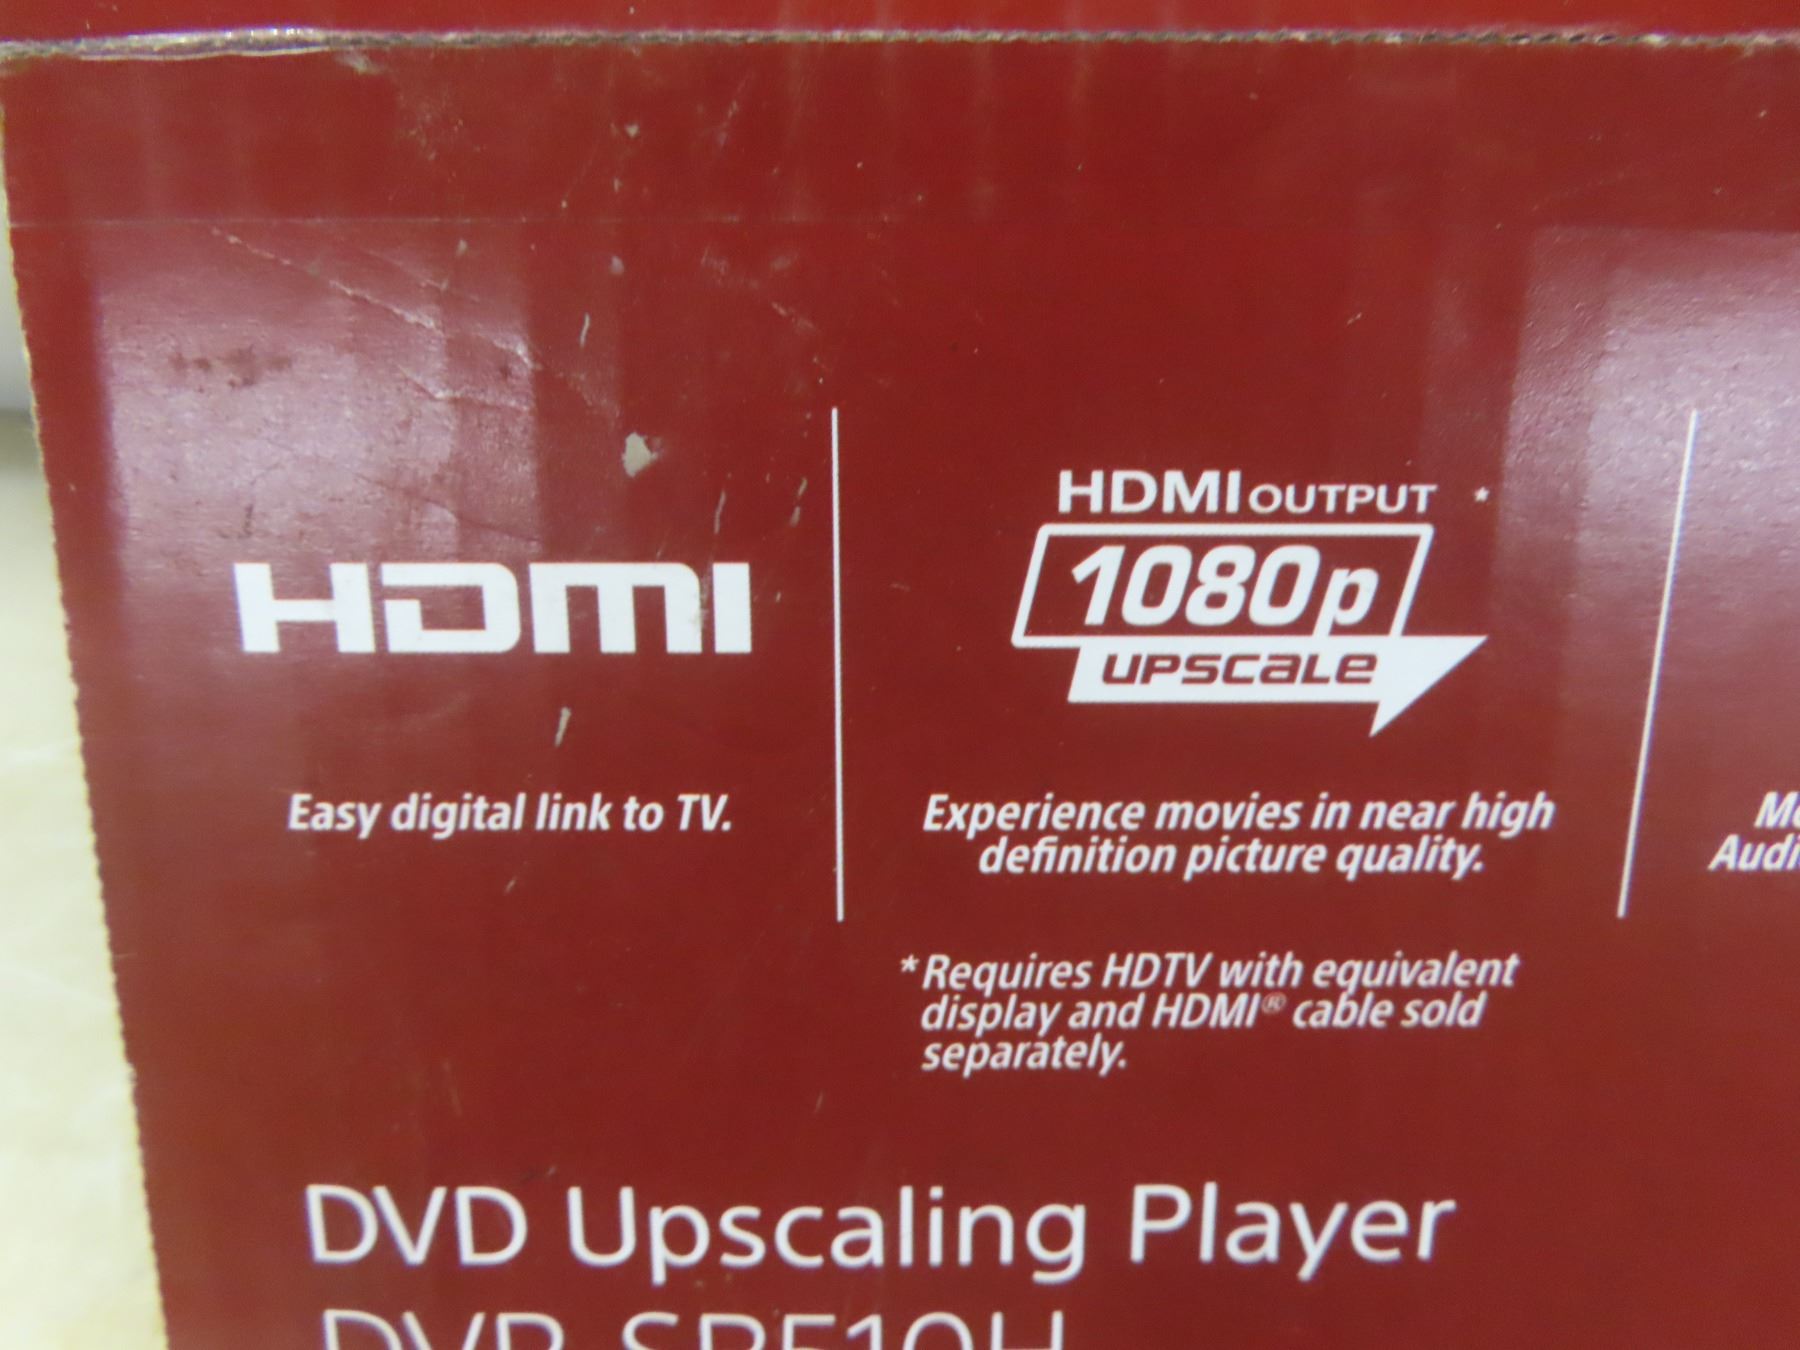 HDMI
Easy digital link to TV.
HDMI OUTPUT *
1080p
UPSCALE
Experience movies in near high
definition picture quality.
*Requires HDTV with equivalent
display and HDMI® cable sold
separately.
DVD Upscaling Player